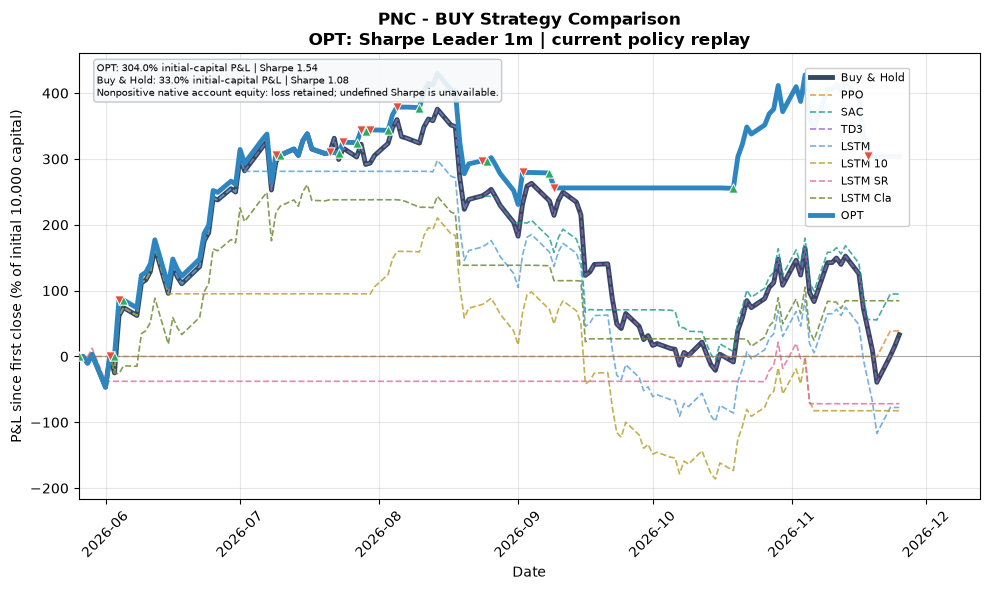 PNC - BUY Strategy Comparison
OPT: Sharpe Leader 1m | current policy replay
OPT: 304.0% initial-capital P&L | Sharpe 1.54
Buy & Hold: 33.0% initial-capital P&L | Sharpe 1.08
Nonpositive native account equity: loss retained; undefined Sharpe is unavailable.
Buy & Hold
PPO
SAC
TD3
LSTM
LSTM 10
LSTM SR
LSTM Cla
OPT
P&L since first close (% of initial 10,000 capital)
400
300
200
100
0
−100
−200
2026-06
2026-07
2026-08
2026-09
2026-10
2026-11
2026-12
Date